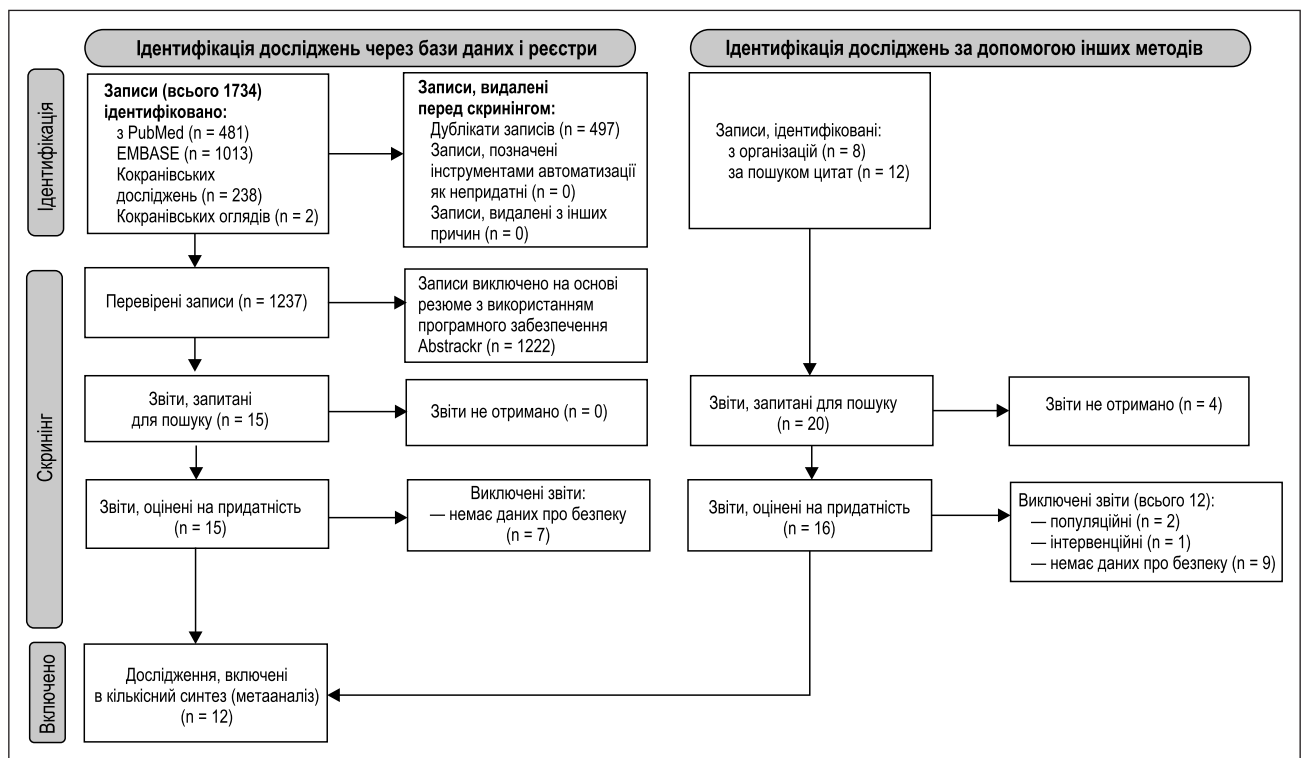 Ідентифікація досліджень через бази даних і реєстри
Ідентифікація досліджень за допомогою інших методів
Ідентифікація
Записи (всього 1734)
ідентифіковано:
з PubMed (n = 481)
EMBASE (n = 1013)
Кокранівських
досліджень (n = 238)
Кокранівських оглядів (n = 2)
Записи, видалені
перед скринінгом:
Дублікати записів (n = 497)
Записи, позначені
інструментами автоматизації
як непридатні (n = 0)
Записи, видалені з інших
причин (n = 0)
Записи, ідентифіковані:
з організацій (n = 8)
за пошуком цитат (n = 12)
Скринінг
Перевірені записи (n = 1237)
Записи виключено на основі
резюме з використанням
програмного забезпечення
Abstrackr (n = 1222)
Звіти, запитані
для пошуку (n = 15)
Звіти не отримано (n = 0)
Звіти, запитані для пошуку
(n = 20)
Звіти не отримано (n = 4)
Звіти, оцінені на придатність
(n = 15)
Виключені звіти:
— немає даних про безпеку
(n = 7)
Звіти, оцінені на придатність
(n = 16)
Виключені звіти (всього 12):
— популяційні (n = 2)
— інтервенційні (n = 1)
— немає даних про безпеку (n = 9)
Включено
Дослідження, включені
в кількісний синтез (метааналіз)
(n = 12)